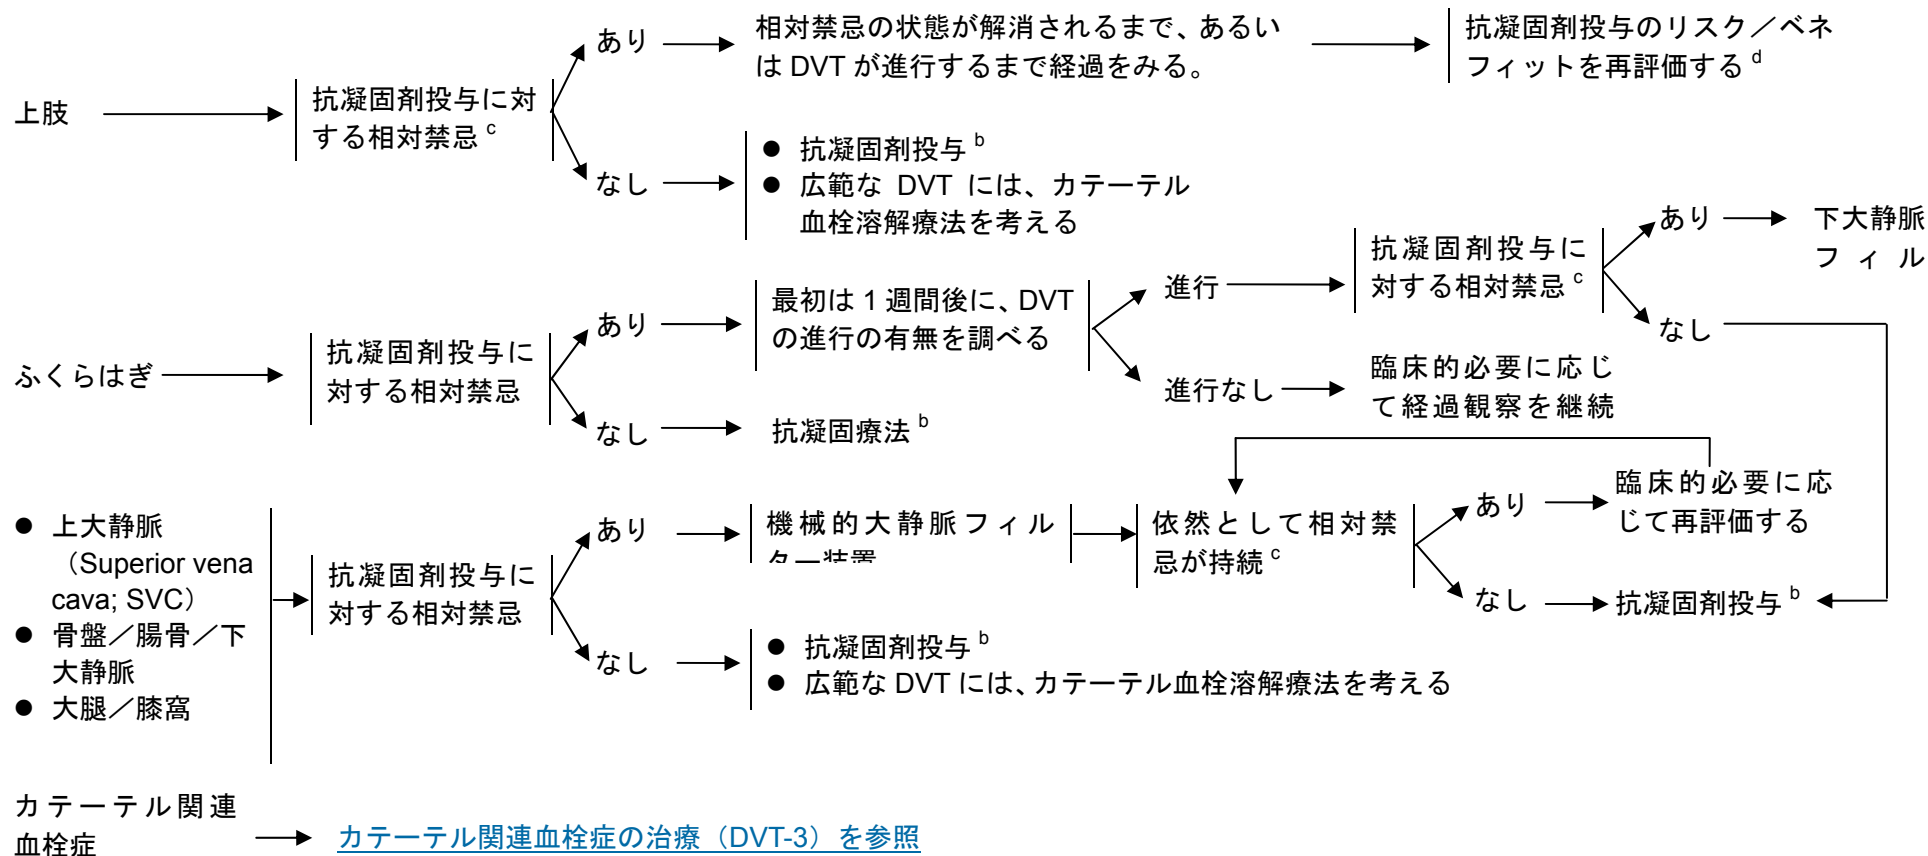 上肢
抗凝固剤投与に対
する相対禁忌 c
あり
相対禁忌の状態が解消されるまで、あるい
は DVT が進行するまで経過をみる。
抗凝固剤投与のリスク／ベネ
フィットを再評価する d
なし
● 抗凝固剤投与 b
● 広範な DVT には、カテーテル
血栓溶解療法を考える
ふくらはぎ
抗凝固剤投与に
対する相対禁忌
あり
最初は 1 週間後に、DVT
の進行の有無を調べる
進行
抗凝固剤投与に
対する相対禁忌 c
あり
下大静脈
フィル
なし
進行なし
臨床的必要に応じ
て経過観察を継続
なし
抗凝固療法 b
● 上大静脈
（Superior vena
cava; SVC）
● 骨盤／腸骨／下
大静脈
● 大腿／膝窩
抗凝固剤投与に
対する相対禁忌
あり
機械的大静脈フィル
ター装置
依然として相対禁
忌が持続 c
あり
臨床的必要に応
じて再評価する
なし
抗凝固剤投与 b
なし
● 抗凝固剤投与 b
● 広範な DVT には、カテーテル血栓溶解療法を考える
カテーテル関連
血栓症
カテーテル関連血栓症の治療（DVT-3）を参照